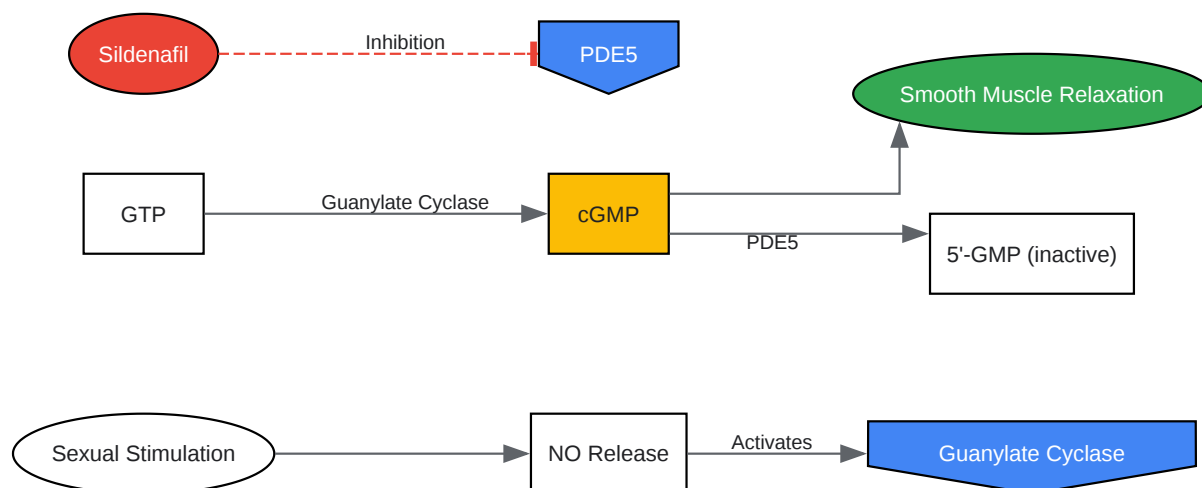 Sildenafil
Inhibition
PDE5
Smooth Muscle Relaxation
GTP
Guanylate Cyclase
cGMP
PDE5
5'-GMP (inactive)
Sexual Stimulation
NO Release
Activates
Guanylate Cyclase